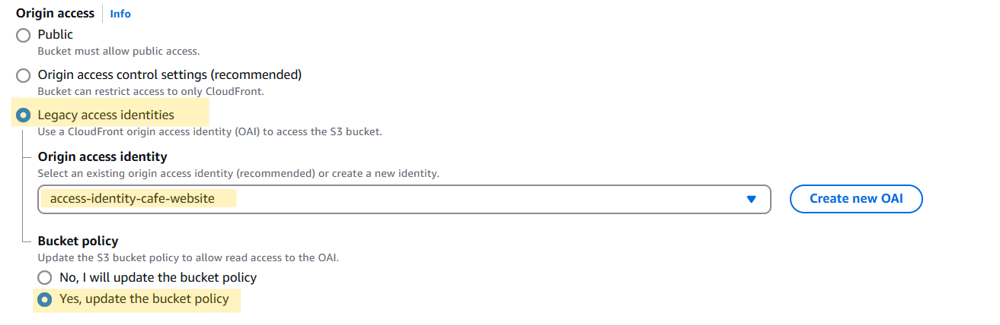 Origin access Info
Public
Bucket must allow public access.
Origin access control settings (recommended)
Bucket can restrict access to only CloudFront.
Legacy access identities
Use a CloudFront origin access identity (OAI) to access the S3 bucket.
Origin access identity
Select an existing origin access identity (recommended) or create a new identity.
access-identity-cafe-website
Create new OAI
Bucket policy
Update the S3 bucket policy to allow read access to the OAI.
No, I will update the bucket policy
Yes, update the bucket policy